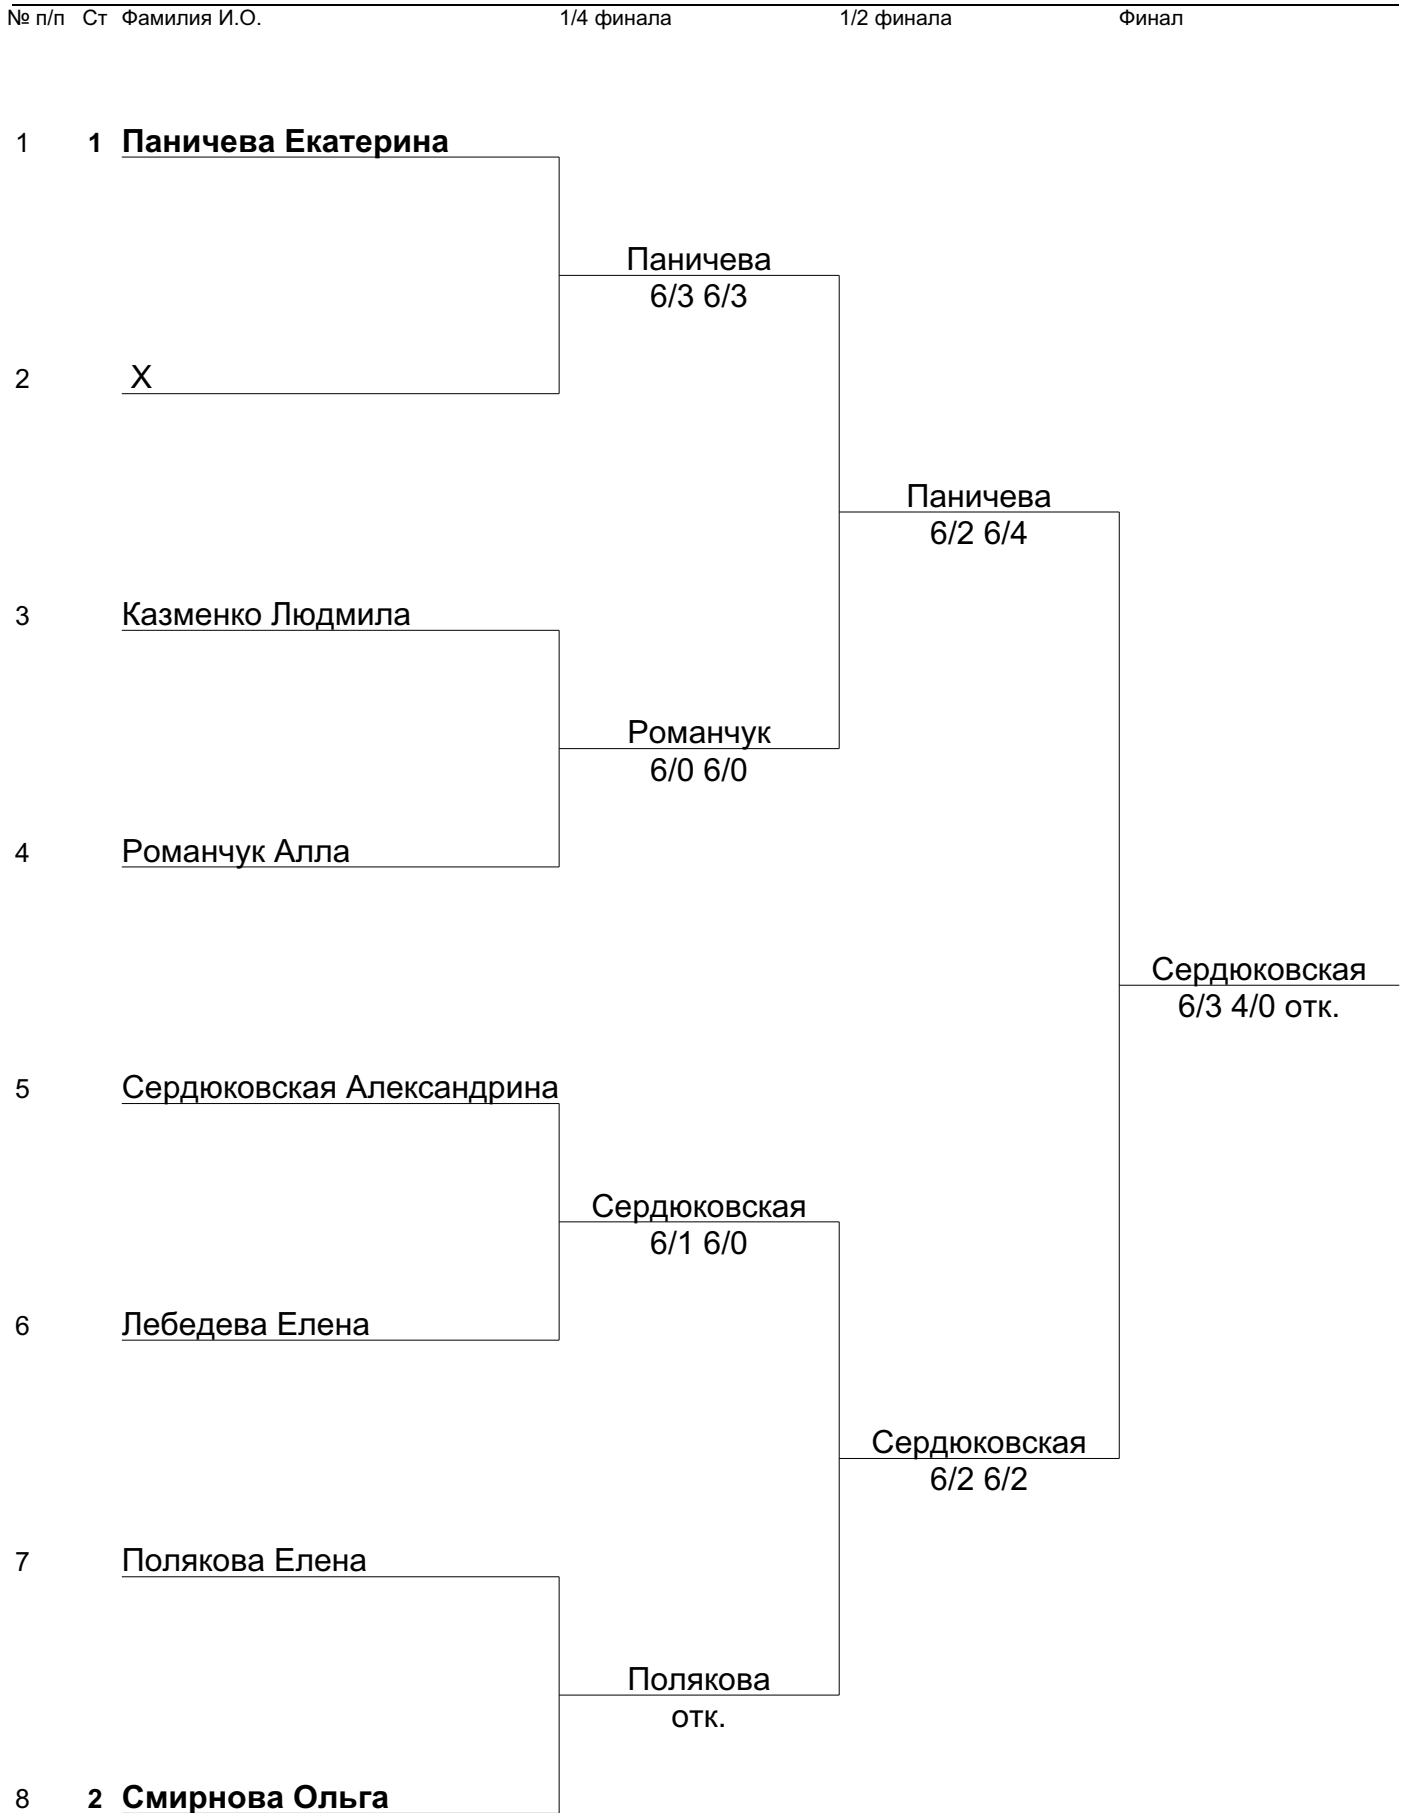 № п/п Ст Фамилия И.О. 1/4 финала 1/2 финала Финал
1 1 Паничева Екатерина
Паничева
6/3 6/3
2 X
Паничева
6/2 6/4
3 Казменко Людмила
Романчук
6/0 6/0
4 Романчук Алла
Сердюковская
6/3 4/0 отк.
5 Сердюковская Александрина
Сердюковская
6/1 6/0
6 Лебедева Елена
Сердюковская
6/2 6/2
7 Полякова Елена
Полякова
отк.
8 2 Смирнова Ольга